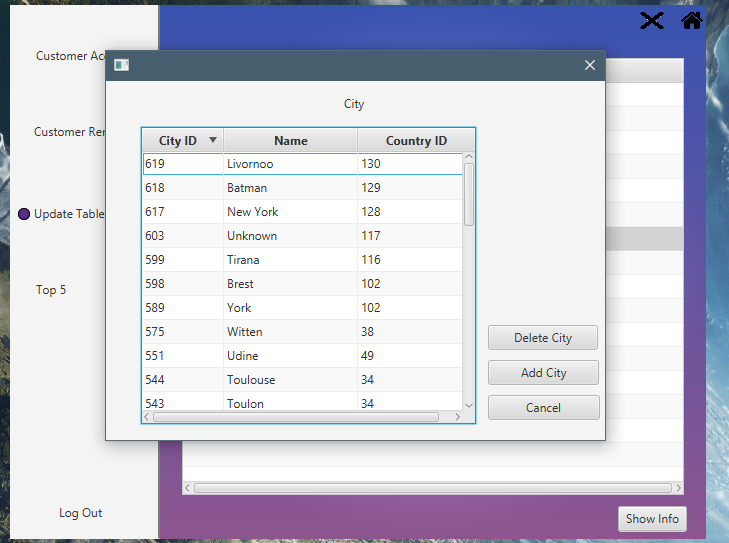 Customer Acc
Customer Ren
Update Table
Top 5
Log Out
City
City ID Name Country ID
619 Livornoo 130
618 Batman 129
617 New York 128
603 Unknown 117
599 Tirana 116
598 Brest 102
589 York 102
575 Witten 38
551 Udine 49
544 Toulouse 34
543 Toulon 34
Delete City
Add City
Cancel
Show Info